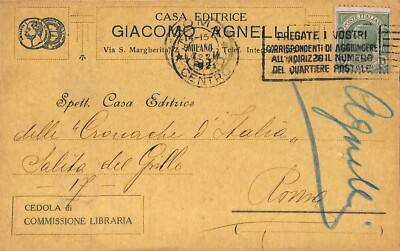 CASA EDITRICE
GIACOMO AGNELLI
Via S. Margherita
Telef. Inter
MILANO
CENTRO
PREGATE I VOSTRI
CORRISPONDENTI DI AGGIUNGERE
ALL'INDIRIZZO IL NUMERO
DEL QUARTIERE POSTALE
Spett. Casa Editrice
delle "Cronache d'Italia"
Salita del Grillo
17
Roma
Agnelli
CEDOLA di
COMMISSIONE LIBRARIA